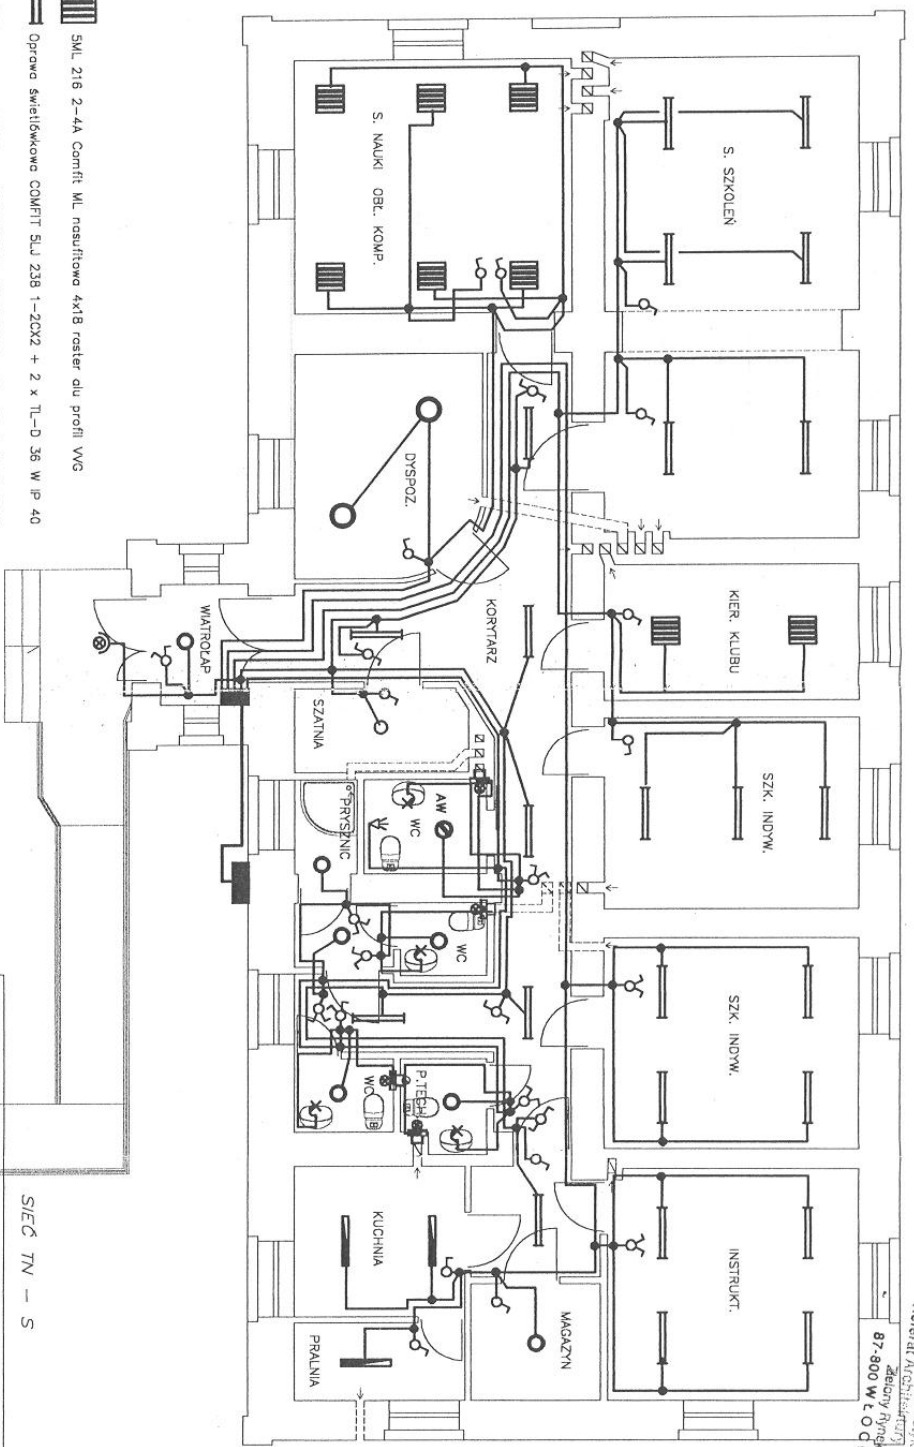 5ML 216 2-4A Comfit ML nasufitowa 4x18 raster alu profil VVG
Oprawa świetlówkowa COMFIT 5LJ 238 1-2CX2 + 2 x TL-D 36 W IP 40
S. NAUKI OBŁ. KOMP.
S. SZKOLEŃ
DYSPOZ.
KORYTARZ
KIER. KLUBU
WIATROŁAP
SZATNIA
SZK. INDYW.
PRYSZNIC
AW
WC
WC
SZK. INDYW.
WC
P.TECH.
KUCHNIA
INSTRUKT.
MAGAZYN
PRALNIA
SIEĆ TN - S
Zielony Rynek
87-800 WŁOC